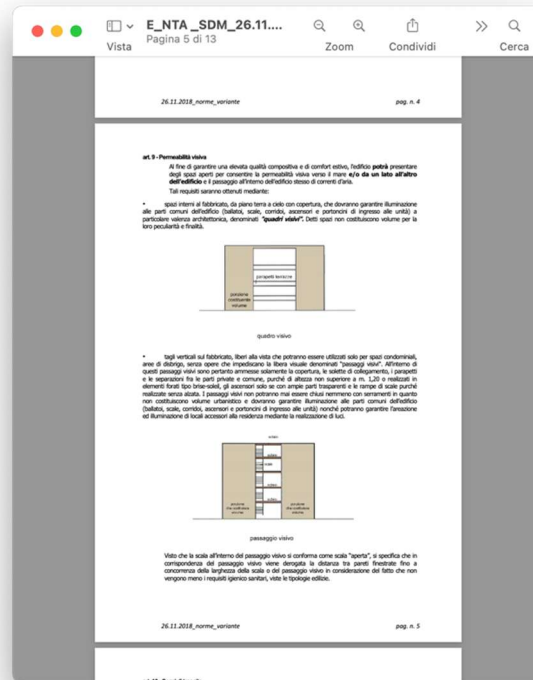 E_NTA _SDM_26.11....
Pagina 5 di 13
Vista
Zoom
Condividi
Cerca
26.11.2018_norme_variante
pag. n. 4
art. 9 - Permeabilità visiva
Al fine di garantire una elevata qualità compositiva e di comfort estivo, l'edificio potrà presentare
degli spazi aperti per consentire la permeabilità visiva verso il mare e/o da un lato all'altro
dell'edificio e il passaggio all'interno dell'edificio stesso di correnti d'aria.
Tali requisiti saranno ottenuti mediante:
• spazi interni al fabbricato, da piano terra a cielo con copertura, che dovranno garantire illuminazione
alle parti comuni dell'edificio (ballatoi, scale, corridoi, ascensori e portoncini di ingresso alle unità) a
particolare valenza architettonica, denominati "quadri visivi". Detti spazi non costituiscono volume per la
loro peculiarità e finalità.
parapetti terrazze
porzione
costituente
volume
quadro visivo
• tagli verticali sul fabbricato, liberi alla vista che potranno essere utilizzati solo per spazi condominiali,
aree di disbrigo, senza opere che impediscano la libera visuale denominati "passaggi visivi". All'interno di
questi passaggi visivi sono pertanto ammesse solamente la copertura, le solette di collegamento, i parapetti
e le separazioni fra le parti private e comune, purché di altezza non superiore a m. 1,20 o realizzati in
elementi forati tipo brise-soleil, gli ascensori solo se con ampie parti trasparenti e le rampe di scale purché
realizzate senza alzata. I passaggi visivi non potranno mai essere chiusi nemmeno con serramenti in quanto
non costituiscono volume urbanistico e dovranno garantire illuminazione alle parti comuni dell'edificio
(ballatoi, scale, corridoi, ascensori e portoncini di ingresso alle unità) nonché potranno garantire l'areazione
ed illuminazione di locali accessori alla residenza mediante la realizzazione di luci.
scale
passaggio visivo
Visto che la scala all'interno del passaggio visivo si conforma come scala "aperta", si specifica che in
corrispondenza del passaggio visivo viene derogata la distanza tra pareti finestrate fino a
concorrenza della larghezza della scala o del passaggio visivo in considerazione del fatto che non
vengono meno i requisiti igienico sanitari, viste le tipologie edilizie.
26.11.2018_norme_variante
pag. n. 5